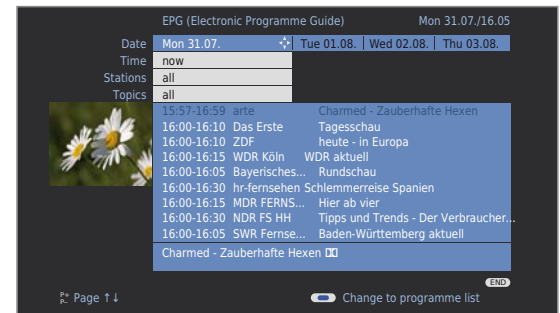 EPG (Electronic Programme Guide) Mon 31.07./16.05
Date Mon 31.07. Tue 01.08. Wed 02.08. Thu 03.08.
Time now
Stations all
Topics all
15:57-16:59 arte Charmed - Zauberhafte Hexen
16:00-16:10 Das Erste Tagesschau
16:00-16:10 ZDF heute - in Europa
16:00-16:15 WDR Köln WDR aktuell
16:00-16:05 Bayerisches... Rundschau
16:00-16:30 hr-fernsehen Schlemmerreise Spanien
16:00-16:15 MDR FERNS... Hier ab vier
16:00-16:30 NDR FS HH Tipps und Trends - Der Verbraucher...
16:00-16:05 SWR Fernse... Baden-Württemberg aktuell
Charmed - Zauberhafte Hexen
END
P+ P- Page ↑↓ Change to programme list